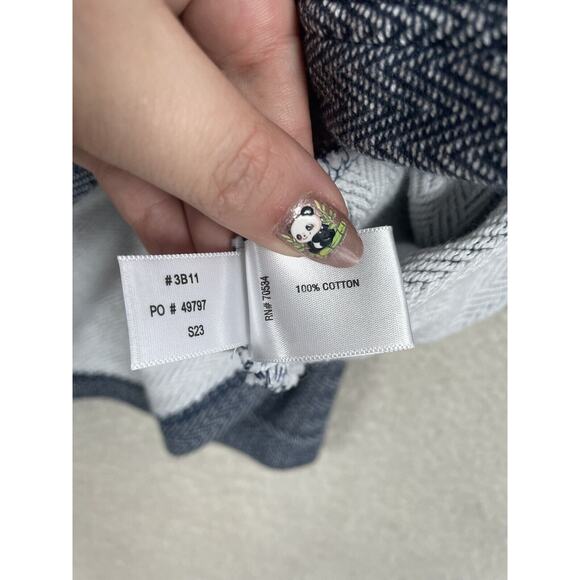 #3B11
PO # 49797
S23
RN# 70534
100% COTTON